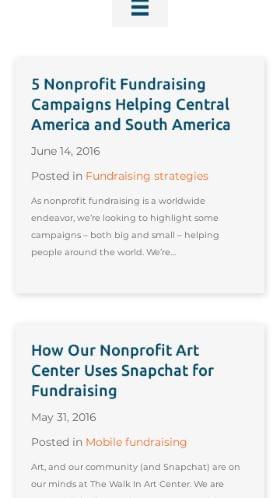 5 Nonprofit Fundraising
Campaigns Helping Central
America and South America
June 14, 2016
Posted in Fundraising strategies
As nonprofit fundraising is a worldwide
endeavor, we're looking to highlight some
campaigns – both big and small – helping
people around the world. We're...
How Our Nonprofit Art
Center Uses Snapchat for
Fundraising
May 31, 2016
Posted in Mobile fundraising
Art, and our community (and Snapchat) are on
our minds at The Walk In Art Center. We are